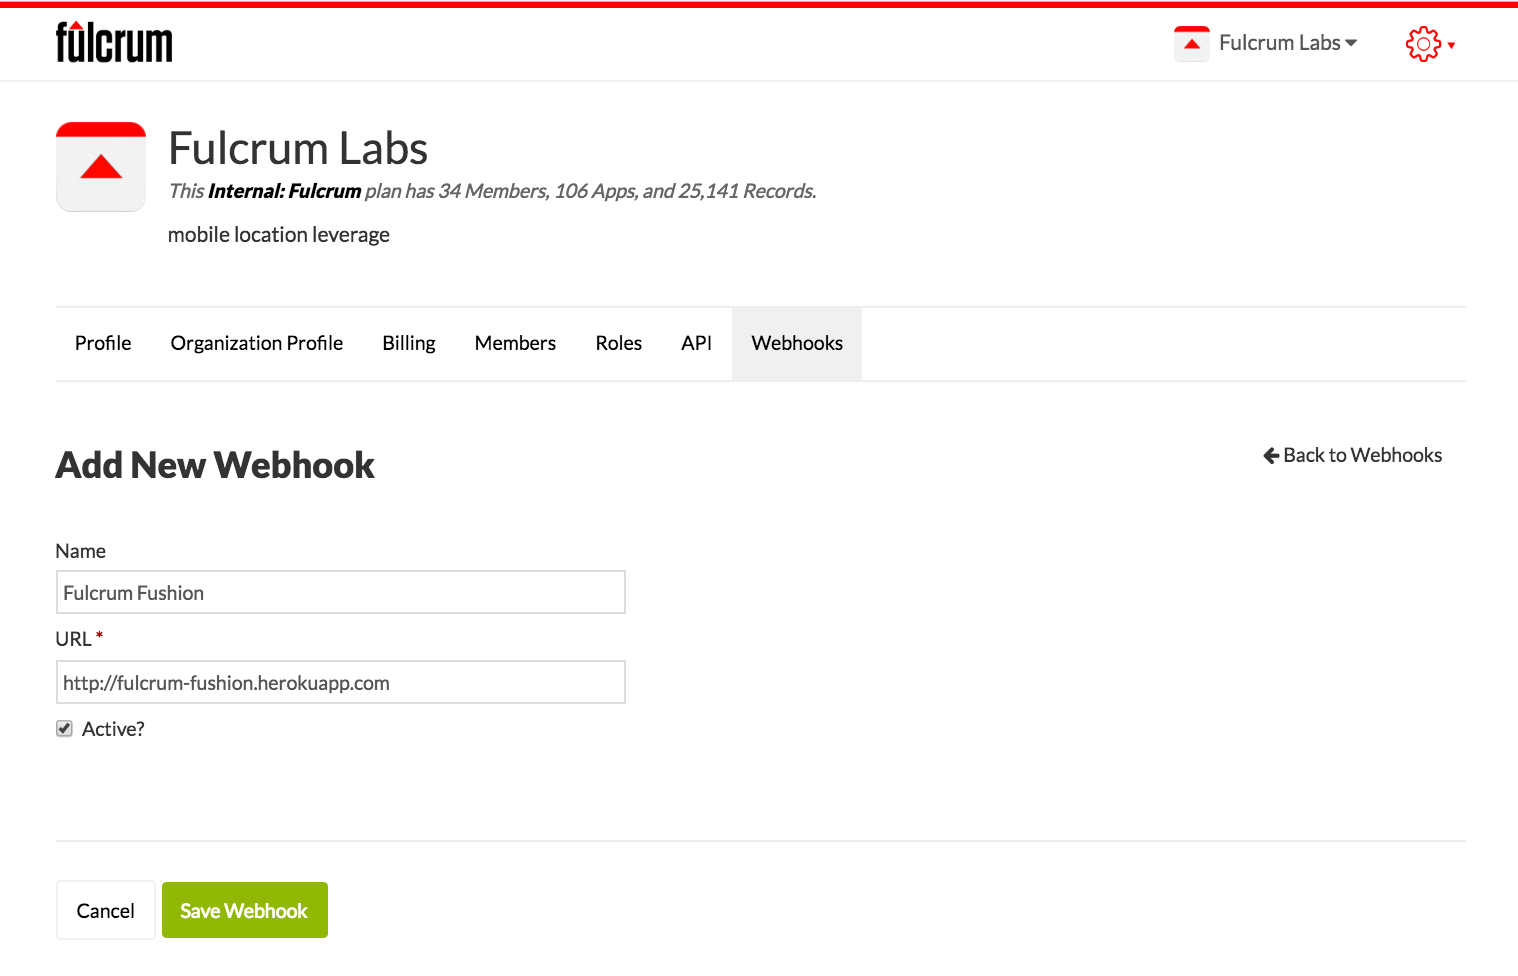 fulcrum
Fulcrum Labs
Fulcrum Labs
This Internal: Fulcrum plan has 34 Members, 106 Apps, and 25,141 Records.
mobile location leverage
Profile Organization Profile Billing Members Roles API Webhooks
Add New Webhook
Back to Webhooks
Name
Fulcrum Fushion
URL *
http://fulcrum-fushion.herokuapp.com
Active?
Cancel Save Webhook